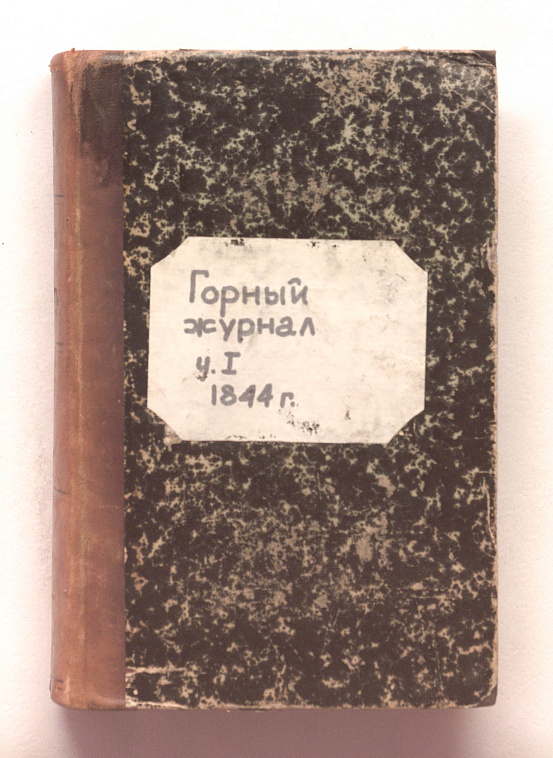 Горный
журнал
ч. I
1844 г.